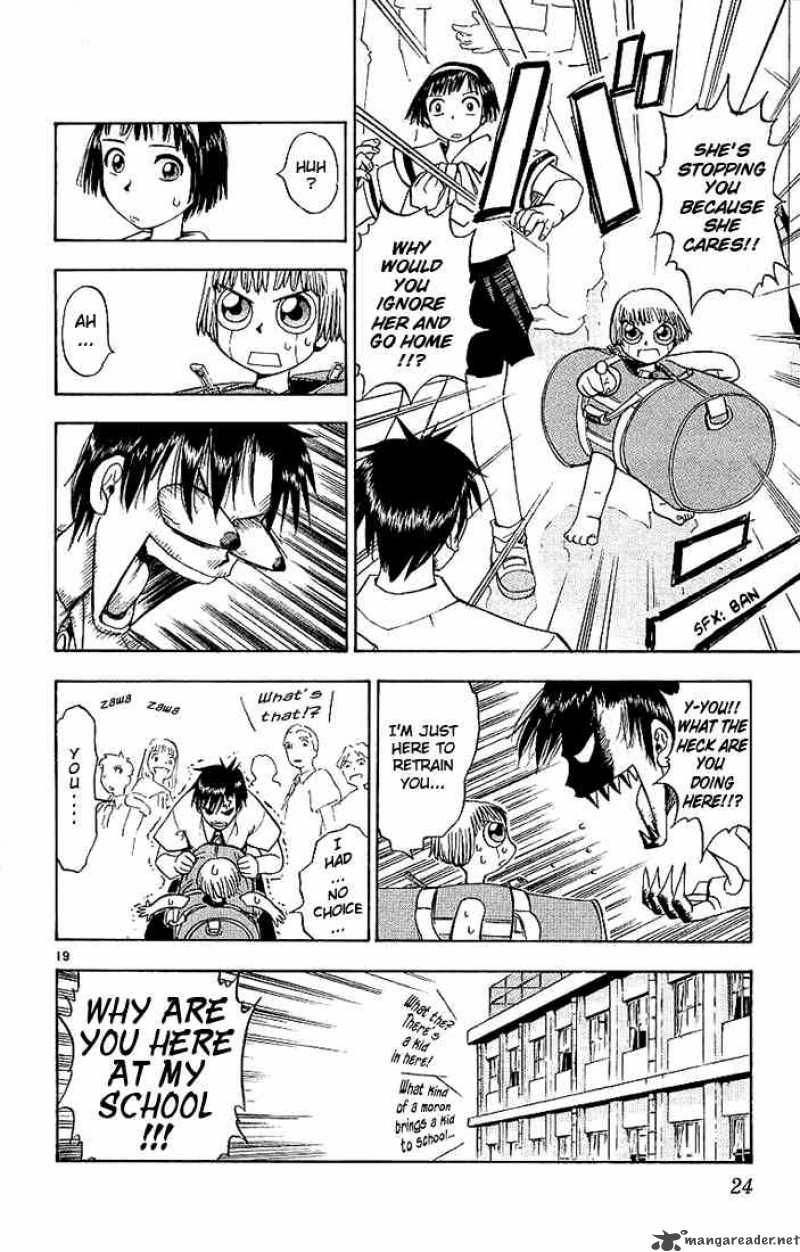 SHE'S
STOPPING
YOU
BECAUSE
SHE
CARES!!
バン
WHY
WOULD
YOU
IGNORE
HER AND
GO HOME
!!?
SFX: BAN
HUH
?
AH
...
Y-YOU!!
WHAT THE
HECK ARE
YOU
DOING
HERE!!?
I'M JUST
HERE TO
RETRAIN
YOU...
What's
that!?
zawa zawa
YOU....
I HAD
...
NO
CHOICE
...
19
What the?
There's
a kid
in here!
What kind
of a moron
brings a kid
to school...
WHY ARE
YOU HERE
AT MY
SCHOOL
!!!
24
mangareader.net